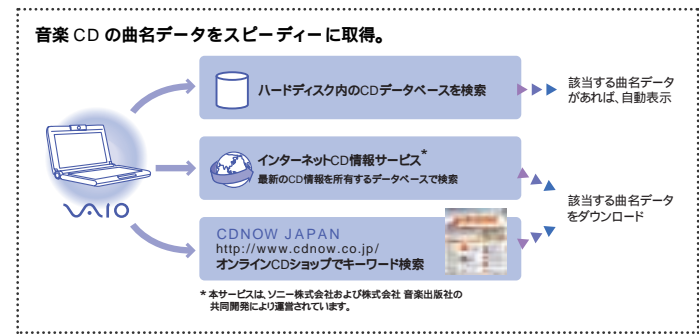 音楽 CD の曲名データをスピーディーに取得。
ハードディスク内のCDデータベースを検索
該当する曲名データ
があれば、自動表示
インターネットCD情報サービス*
最新のCD情報を所有するデータベースで検索
該当する曲名データ
をダウンロード
VAIO
CDNOW JAPAN
http://www.cdnow.co.jp/
オンラインCDショップでキーワード検索
* 本サービスは、ソニー株式会社および株式会社 音楽出版社の
共同開発により運営されています。